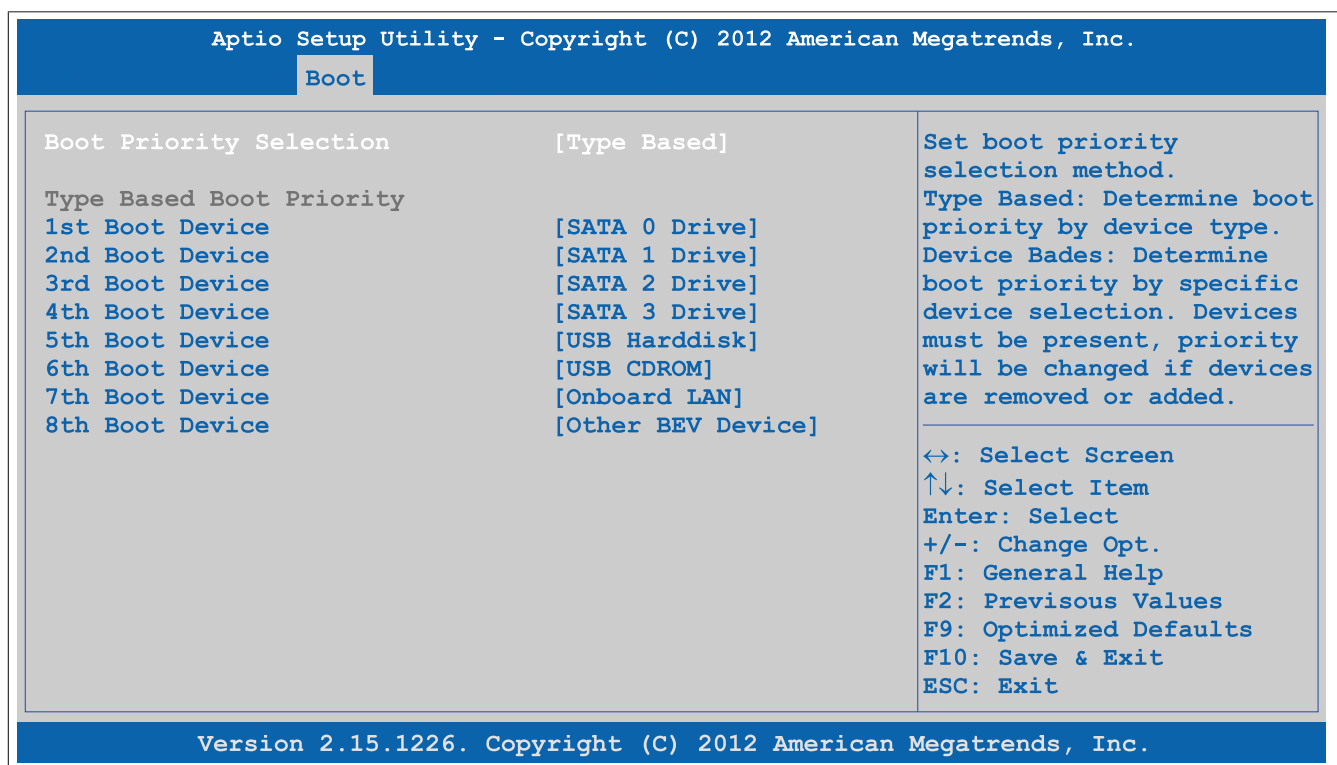 Aptio Setup Utility - Copyright (C) 2012 American Megatrends, Inc.
Boot
Boot Priority Selection [Type Based]
Type Based Boot Priority
1st Boot Device [SATA 0 Drive]
2nd Boot Device [SATA 1 Drive]
3rd Boot Device [SATA 2 Drive]
4th Boot Device [SATA 3 Drive]
5th Boot Device [USB Harddisk]
6th Boot Device [USB CDROM]
7th Boot Device [Onboard LAN]
8th Boot Device [Other BEV Device]
Set boot priority
selection method.
Type Based: Determine boot
priority by device type.
Device Bades: Determine
boot priority by specific
device selection. Devices
must be present, priority
will be changed if devices
are removed or added.
↔: Select Screen
↑↓: Select Item
Enter: Select
+/-: Change Opt.
F1: General Help
F2: Previsous Values
F9: Optimized Defaults
F10: Save & Exit
ESC: Exit
Version 2.15.1226. Copyright (C) 2012 American Megatrends, Inc.